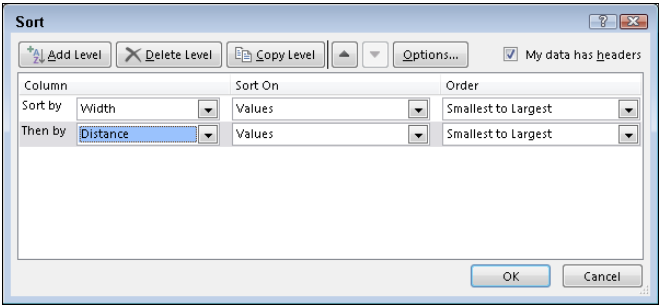 Sort
Add Level Delete Level Copy Level Options... My data has headers
Column Sort On Order
Sort by Width Values Smallest to Largest
Then by Distance Values Smallest to Largest
OK Cancel